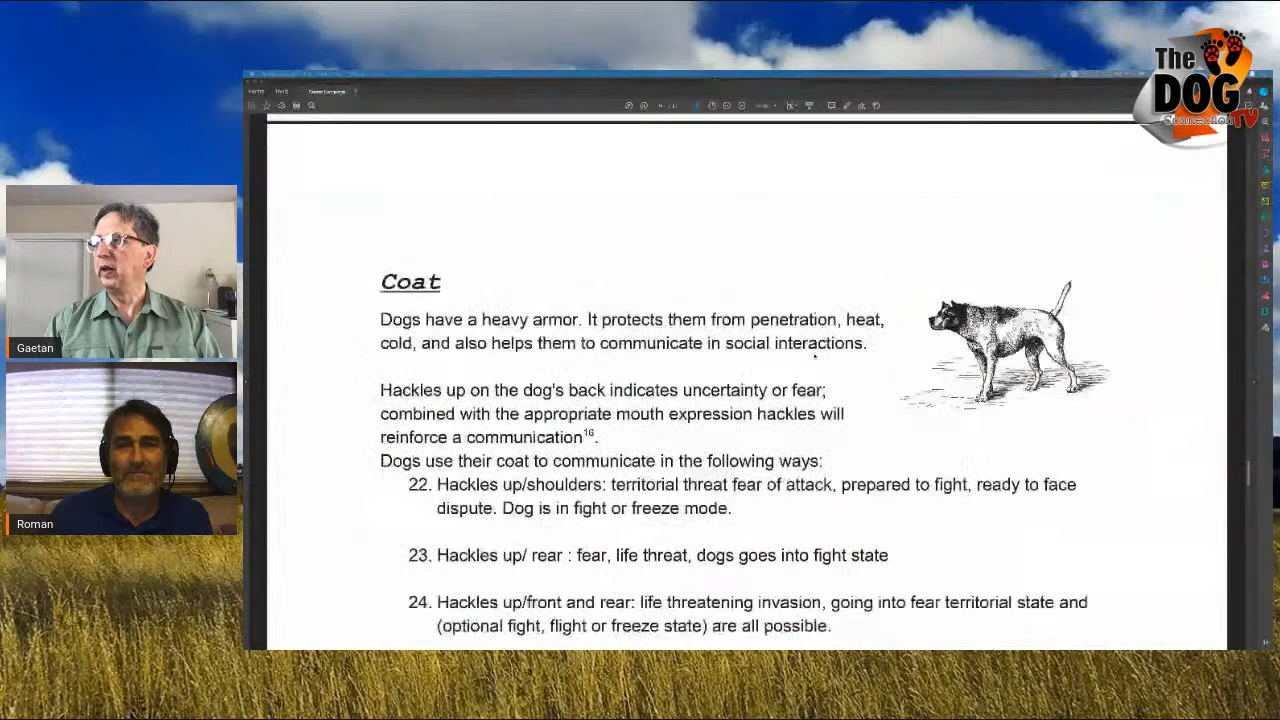 The
DOG
Connection TV
Home
Tools
Coat
Dogs have a heavy armor. It protects them from penetration, heat,
cold, and also helps them to communicate in social interactions.
Hackles up on the dog's back indicates uncertainty or fear;
combined with the appropriate mouth expression hackles will
reinforce a communication16.
Dogs use their coat to communicate in the following ways:
22. Hackles up/shoulders: territorial threat fear of attack, prepared to fight, ready to face
dispute. Dog is in fight or freeze mode.
23. Hackles up/ rear : fear, life threat, dogs goes into fight state
24. Hackles up/front and rear: life threatening invasion, going into fear territorial state and
(optional fight, flight or freeze state) are all possible.
Gaetan
Roman